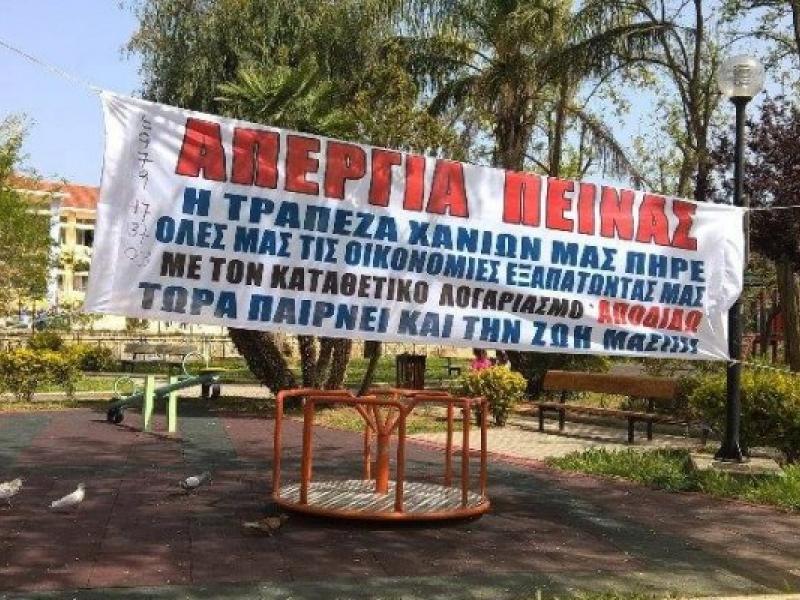 ΑΠΕΡΓΙΑ ΠΕΙΝΑΣ
Η ΤΡΑΠΕΖΑ ΧΑΝΙΩΝ ΜΑΣ ΠΗΡΕ
ΟΛΕΣ ΜΑΣ ΤΙΣ ΟΙΚΟΝΟΜΙΕΣ ΕΞΑΠΑΤΩΝΤΑΣ ΜΑΣ
ΜΕ ΤΟΝ ΚΑΤΑΘΕΤΙΚΟ ΛΟΓΑΡΙΑΣΜΟ ΑΠΟΔΙΔΩ
ΤΩΡΑ ΠΑΙΡΝΕΙ ΚΑΙ ΤΗΝ ΖΩΗ ΜΑΣ!!!